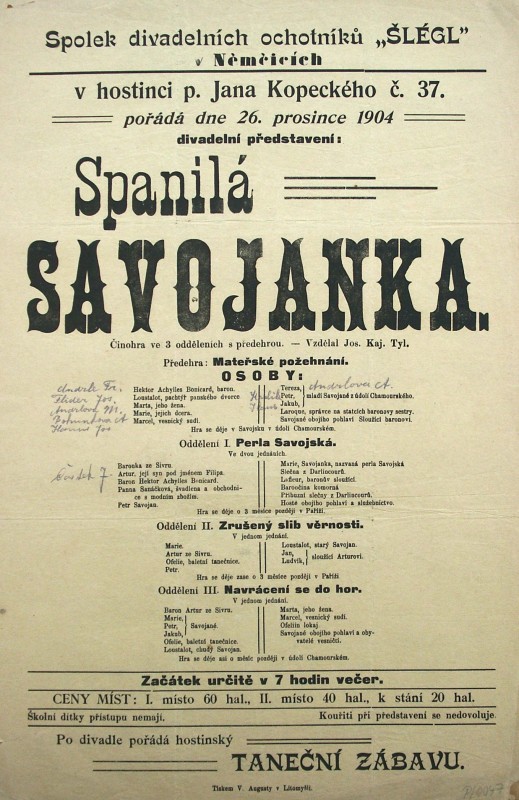 Spolek divadelních ochotníků „ŠLÉGL"
v Němčicích
v hostinci p. Jana Kopeckého č. 37.
pořádá dne 26. prosince 1904
divadelní představení:
Spanilá
SAVOJANKA.
Činohra ve 3 odděleních s předehrou. — Vzdělal Jos. Kaj. Tyl.
Předehra: Mateřské požehnání.
OSOBY:
Hektor Achylles Bonicard, baron.
Loustalot, pachtýř panského dvorce
Marta, jeho žena.
Marie, jejich dcera.
Marcel, vesnický sudí.
Tereza,
Petr,
Jakub,
mladí Savojané z údolí Chamourského.
Laroque, správce na statcích baronovy sestry.
Savojané obojího pohlaví Sloužící baronovi.
Hra se děje v Savojsku v údolí Chamourském.
Oddělení I. Perla Savojská.
Ve dvou jednáních.
Baronka ze Sivru.
Artur, její syn pod jménem Filipa.
Baron Hektor Achylles Bonicard.
Panna Sanáčková, švadlena a obchodnice s modním zbožím.
Petr Savojan.
Marie, Savojanka, nazvaná perla Savojská
Slečna z Darlincourů.
Lofleur, baronův sloužící.
Baroočina komorná
Příbuzní slečny z Darlincourů.
Hosté obojího pohlaví a služebnictvo.
Hra se děje o 3 měsíce později v Paříži.
Oddělení II. Zrušený slib věrnosti.
V jednom jednání.
Marie.
Artur ze Sivru.
Ofelie, baletní tanečnice.
Petr.
Loustalot, starý Savojan.
Jan,
Ludvík,
sloužící Arturovi.
Hra se děje zase o 3 měsíce později v Paříži
Oddělení III. Navrácení se do hor.
V jednom jednání.
Baron Artur ze Sivru.
Marie,
Petr,
Jakub,
Savojané.
Ofelie, baletní tanečnice.
Loustalot, chudý Savojan.
Marta, jeho žena.
Marcel, vesnický sudí.
Ofeliin lokaj.
Savojané obojího pohlaví a obyvatelé vesničtí.
Hra se děje asi o měsíc později v údolí Chamourském.
Začátek určitě v 7 hodin večer.
CENY MÍST: I. místo 60 hal., II. místo 40 hal., k stání 20 hal.
Školní dítky přístupu nemají.
Kouřiti při představení se nedovoluje.
Po divadle pořádá hostinský
TANEČNÍ ZÁBAVU.
Tiskem V. Augusty v Litomyšli.